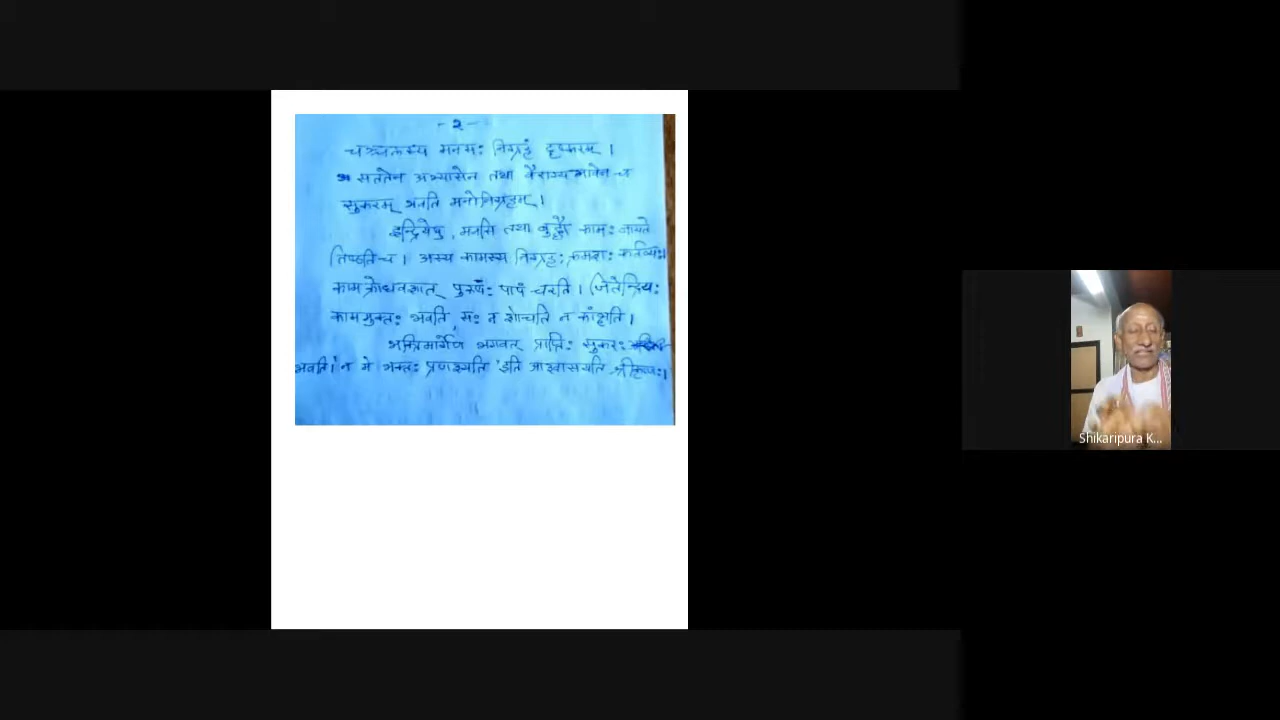 -२-
चञ्चलस्य मनसः निग्रहं दुष्करम् ।
सततेन अभ्यासेन तथा वैराग्यभावेन च
सुकरम् भवति मनोनिग्रहम् ।
इन्द्रियेषु, मनसि तथा बुद्धौ कामः जायते
तिष्ठति च । अस्य कामस्य निग्रहः क्रमशः कर्तव्यः।
कामक्रोधवशात् पुरुषः पापं चरति । जितेन्द्रियः
काममुक्तः भवति, सः न शोचति न कांक्षति ।
भक्तिमार्गेण भगवत् प्राप्तिः सुकरः
भवति। न मे भक्तः प्रणश्यति 'इति आश्वासयति श्रीकृष्णः।
Shikaripura K...